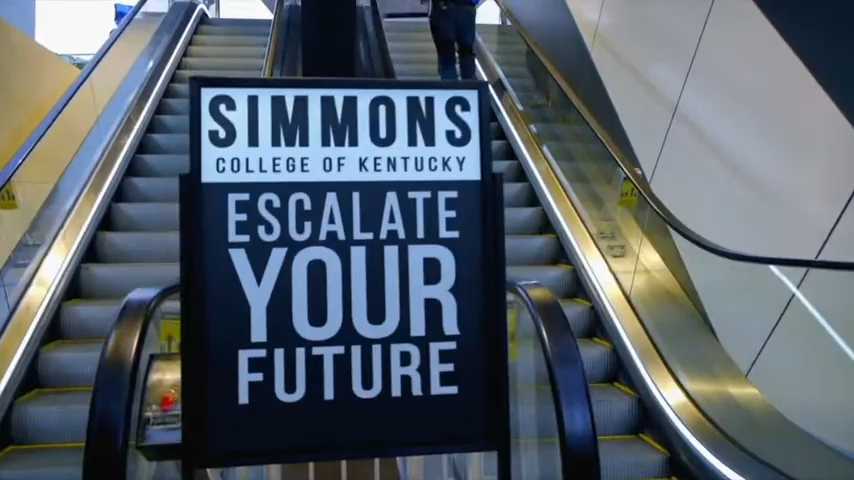 SIMMONS
COLLEGE OF KENTUCKY
ESCALATE
YOUR
FUTURE